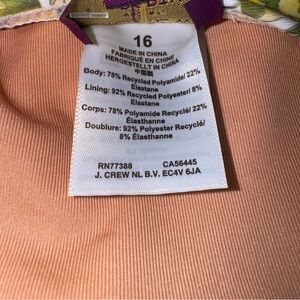 16
MADE IN CHINA
FABRIQUÉ EN CHINE
HERGESTELLT IN CHINA
中国製
Body: 78% Recycled Polyamide/ 22%
Elastane
Lining: 92% Recycled Polyester/ 8%
Elastane
Corps: 78% Polyamide Recyclé/ 22%
Élasthanne
Doublure: 92% Polyester Recyclé/
8% Élasthanne
RN77388 CA56445
J. CREW NL B.V. EC4V 6JA